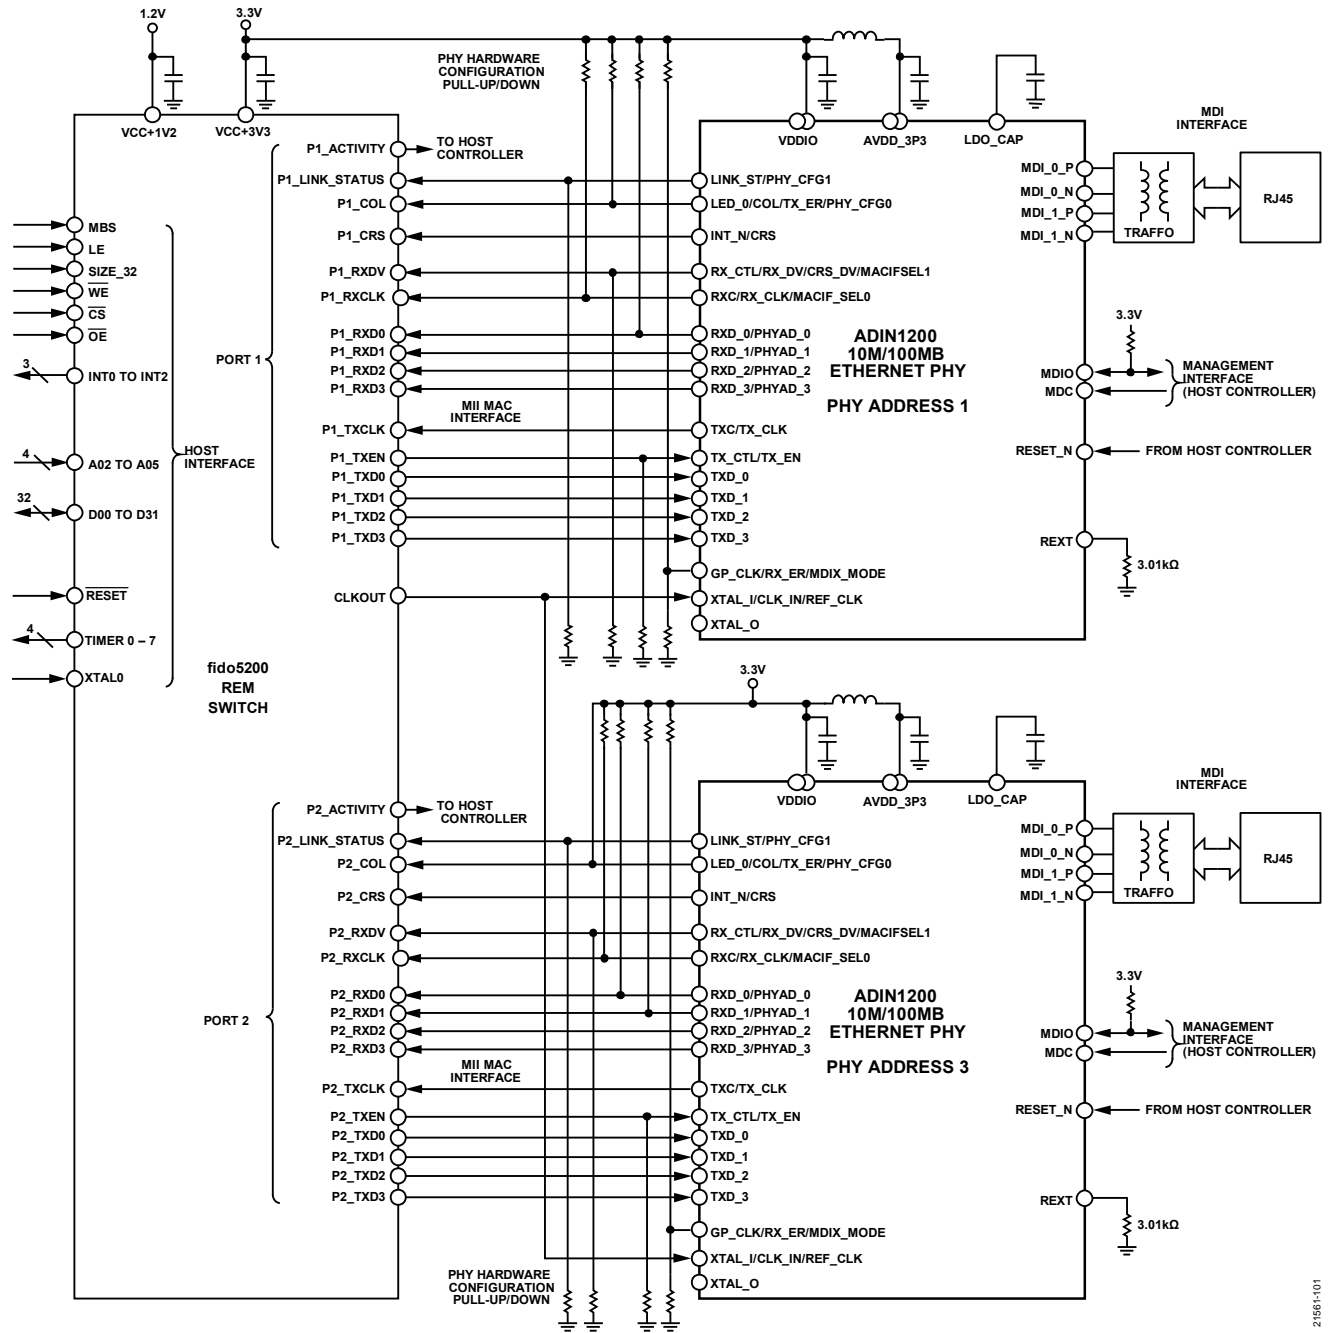 1.2V
3.3V
PHY HARDWARE
CONFIGURATION
PULL-UP/DOWN
VCC+1V2
VCC+3V3
VDDIO
AVDD_3P3
LDO_CAP
MDI
INTERFACE
P1_ACTIVITY
TO HOST
CONTROLLER
P1_LINK_STATUS
P1_COL
P1_CRS
P1_RXDV
P1_RXCLK
P1_RXD0
P1_RXD1
P1_RXD2
P1_RXD3
MII MAC
INTERFACE
P1_TXCLK
P1_TXEN
P1_TXD0
P1_TXD1
P1_TXD2
P1_TXD3
CLKOUT
PORT 1
MBS
LE
SIZE_32
WE
CS
OE
3
INT0 TO INT2
HOST
INTERFACE
4
A02 TO A05
32
D00 TO D31
RESET
4
TIMER 0 – 7
XTAL0
fido5200
REM
SWITCH
LINK_ST/PHY_CFG1
LED_0/COL/TX_ER/PHY_CFG0
INT_N/CRS
RX_CTL/RX_DV/CRS_DV/MACIFSEL1
RXC/RX_CLK/MACIF_SEL0
RXD_0/PHYAD_0
RXD_1/PHYAD_1
RXD_2/PHYAD_2
RXD_3/PHYAD_3
TXC/TX_CLK
TX_CTL/TX_EN
TXD_0
TXD_1
TXD_2
TXD_3
GP_CLK/RX_ER/MDIX_MODE
XTAL_I/CLK_IN/REF_CLK
XTAL_O
ADIN1200
10M/100MB
ETHERNET PHY
PHY ADDRESS 1
MDI_0_P
MDI_0_N
MDI_1_P
MDI_1_N
TRAFFO
RJ45
3.3V
MDIO
MDC
MANAGEMENT
INTERFACE
(HOST CONTROLLER)
RESET_N
FROM HOST CONTROLLER
REXT
3.01kΩ
3.3V
VDDIO
AVDD_3P3
LDO_CAP
MDI
INTERFACE
P2_ACTIVITY
TO HOST
CONTROLLER
P2_LINK_STATUS
P2_COL
P2_CRS
P2_RXDV
P2_RXCLK
P2_RXD0
P2_RXD1
P2_RXD2
P2_RXD3
MII MAC
INTERFACE
P2_TXCLK
P2_TXEN
P2_TXD0
P2_TXD1
P2_TXD2
P2_TXD3
PORT 2
PHY HARDWARE
CONFIGURATION
PULL-UP/DOWN
LINK_ST/PHY_CFG1
LED_0/COL/TX_ER/PHY_CFG0
INT_N/CRS
RX_CTL/RX_DV/CRS_DV/MACIFSEL1
RXC/RX_CLK/MACIF_SEL0
RXD_0/PHYAD_0
RXD_1/PHYAD_1
RXD_2/PHYAD_2
RXD_3/PHYAD_3
TXC/TX_CLK
TX_CTL/TX_EN
TXD_0
TXD_1
TXD_2
TXD_3
GP_CLK/RX_ER/MDIX_MODE
XTAL_I/CLK_IN/REF_CLK
XTAL_O
ADIN1200
10M/100MB
ETHERNET PHY
PHY ADDRESS 3
MDI_0_P
MDI_0_N
MDI_1_P
MDI_1_N
TRAFFO
RJ45
3.3V
MDIO
MDC
MANAGEMENT
INTERFACE
(HOST CONTROLLER)
RESET_N
FROM HOST CONTROLLER
REXT
3.01kΩ
21561-101